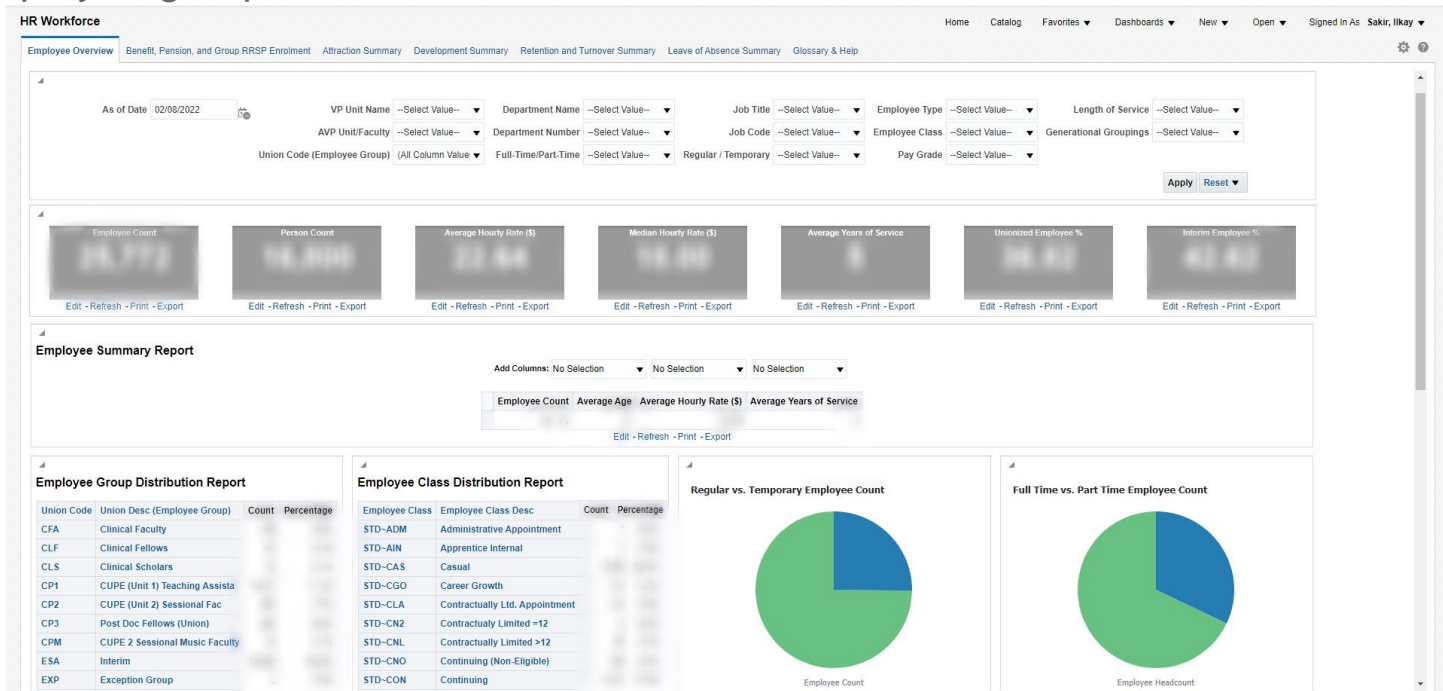 HR Workforce
Home Catalog Favorites Dashboards New Open Signed In As Sakir, Ilkay
Employee Overview Benefit, Pension, and Group RRSP Enrolment Attraction Summary Development Summary Retention and Turnover Summary Leave of Absence Summary Glossary & Help
As of Date 02/08/2022 VP Unit Name --Select Value-- Department Name --Select Value-- Job Title --Select Value-- Employee Type --Select Value-- Length of Service --Select Value--
AVP Unit/Faculty --Select Value-- Department Number --Select Value-- Job Code --Select Value-- Employee Class --Select Value-- Generational Groupings --Select Value--
Union Code (Employee Group) (All Column Value: Full-Time/Part-Time --Select Value-- Regular / Temporary --Select Value-- Pay Grade --Select Value--
Apply Reset
Employee Count Person Count Average Hourly Rate ($) Median Hourly Rate ($) Average Years of Service Unionized Employee % Interim Employee %
Edit - Refresh - Print - Export Edit - Refresh - Print - Export Edit - Refresh - Print - Export Edit - Refresh - Print - Export Edit - Refresh - Print - Export Edit - Refresh - Print - Export Edit - Refresh - Print - Export
Employee Summary Report
Add Columns: No Selection No Selection No Selection
Employee Count Average Age Average Hourly Rate ($) Average Years of Service
Edit - Refresh - Print - Export
Employee Group Distribution Report
Union Code Union Desc (Employee Group) Count Percentage
CFA Clinical Faculty
CLF Clinical Fellows
CLS Clinical Scholars
CP1 CUPE (Unit 1) Teaching Assista
CP2 CUPE (Unit 2) Sessional Fac
CP3 Post Doc Fellows (Union)
CPM CUPE 2 Sessional Music Faculty
ESA Interim
EXP Exception Group
Employee Class Distribution Report
Employee Class Employee Class Desc Count Percentage
STD~ADM Administrative Appointment
STD~AIN Apprentice Internal
STD~CAS Casual
STD~CGO Career Growth
STD~CLA Contractually Ltd. Appointment
STD~CN2 Contractualy Limited =12
STD~CNL Contractually Limited >12
STD~CNO Continuing (Non-Eligible)
STD~CON Continuing
Regular vs. Temporary Employee Count
Employee Count
Full Time vs. Part Time Employee Count
Employee Headcount